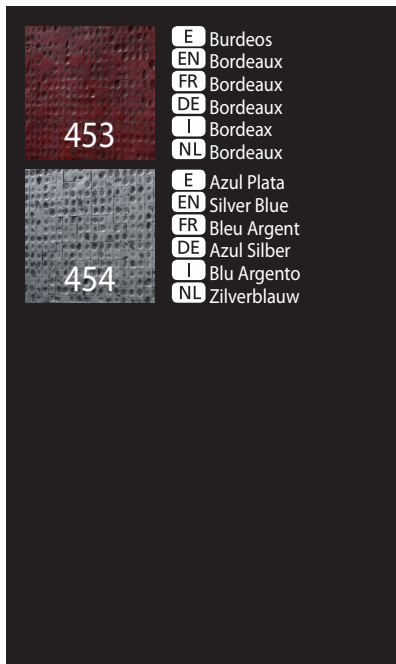 453
E Burdeos
EN Bordeaux
FR Bordeaux
DE Bordeaux
I Bordeax
NL Bordeaux
454
E Azul Plata
EN Silver Blue
FR Bleu Argent
DE Azul Silber
I Blu Argento
NL Zilverblauw